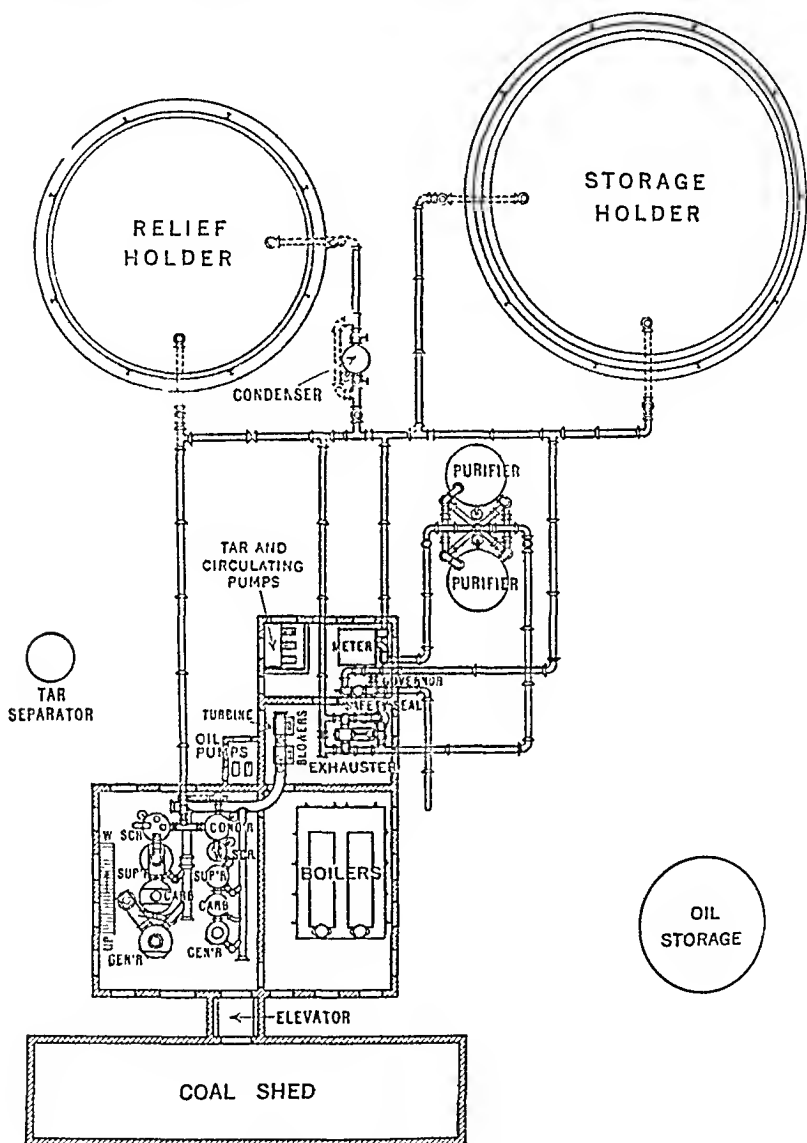 STORAGE
HOLDER
RELIEF
HOLDER
CONDENSER
PURIFIER
TAR AND
CIRCULATING
PUMPS
PURIFIER
METER
GOVERNOR
TAR
SEPARATOR
SAFETY SEAL
TURBINE
BLOWERS
OIL
PUMPS
EXHAUSTER
W
SCR
COND'R
SUP'R
SUP'R
BOILERS
CARB
CARB
UP
GEN'R
GEN'R
OIL
STORAGE
ELEVATOR
COAL SHED